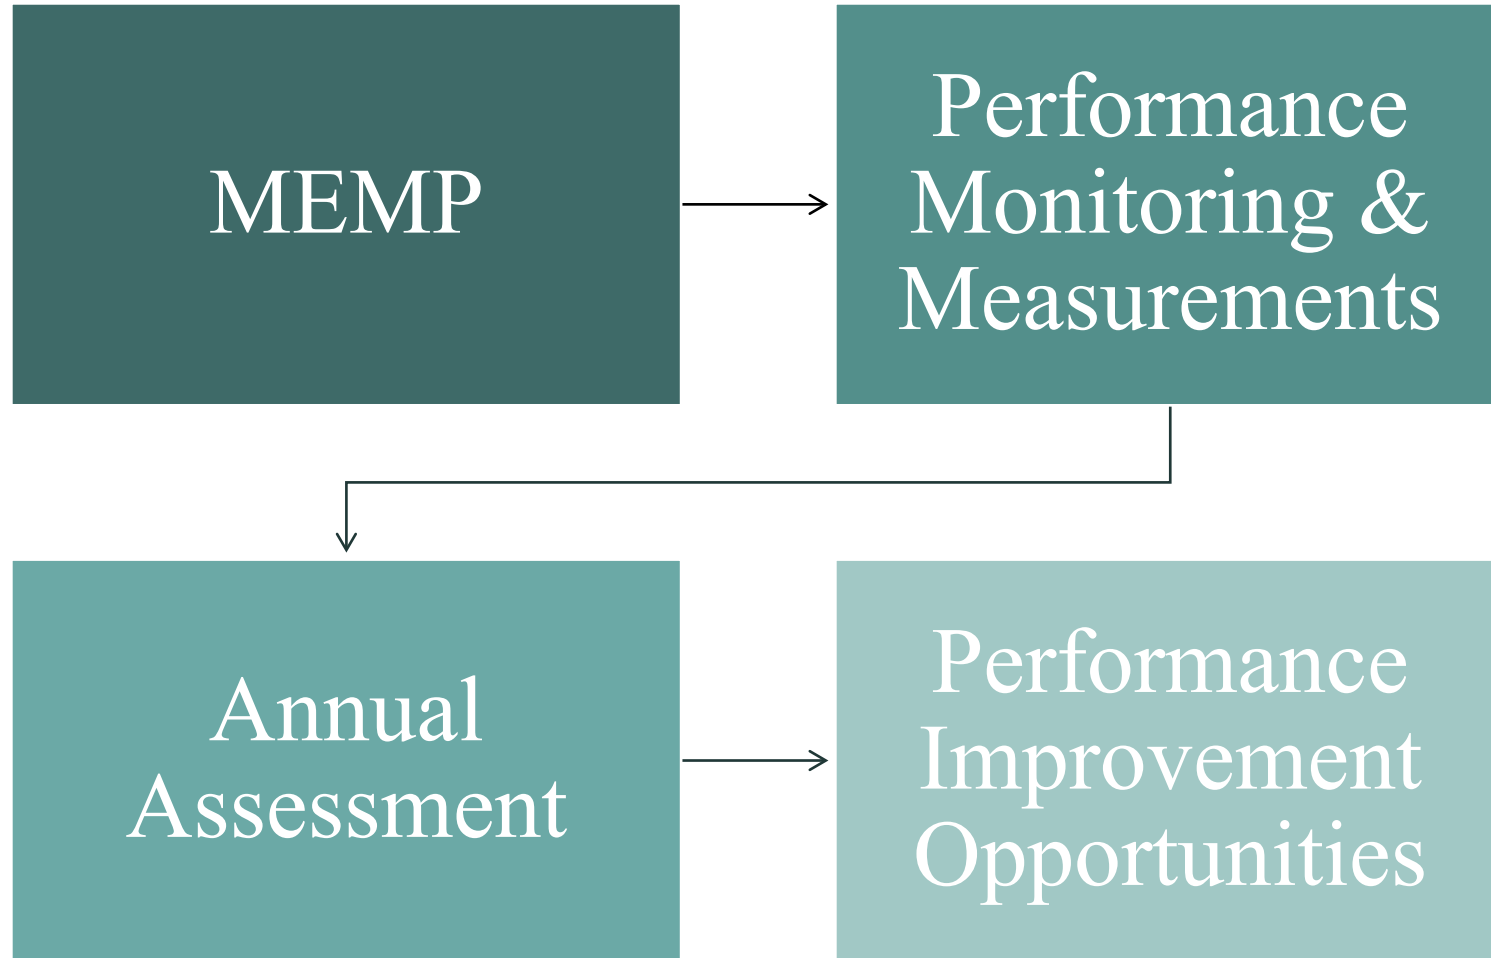 MEMP
Performance
Monitoring &
Measurements
Annual
Assessment
Performance
Improvement
Opportunities